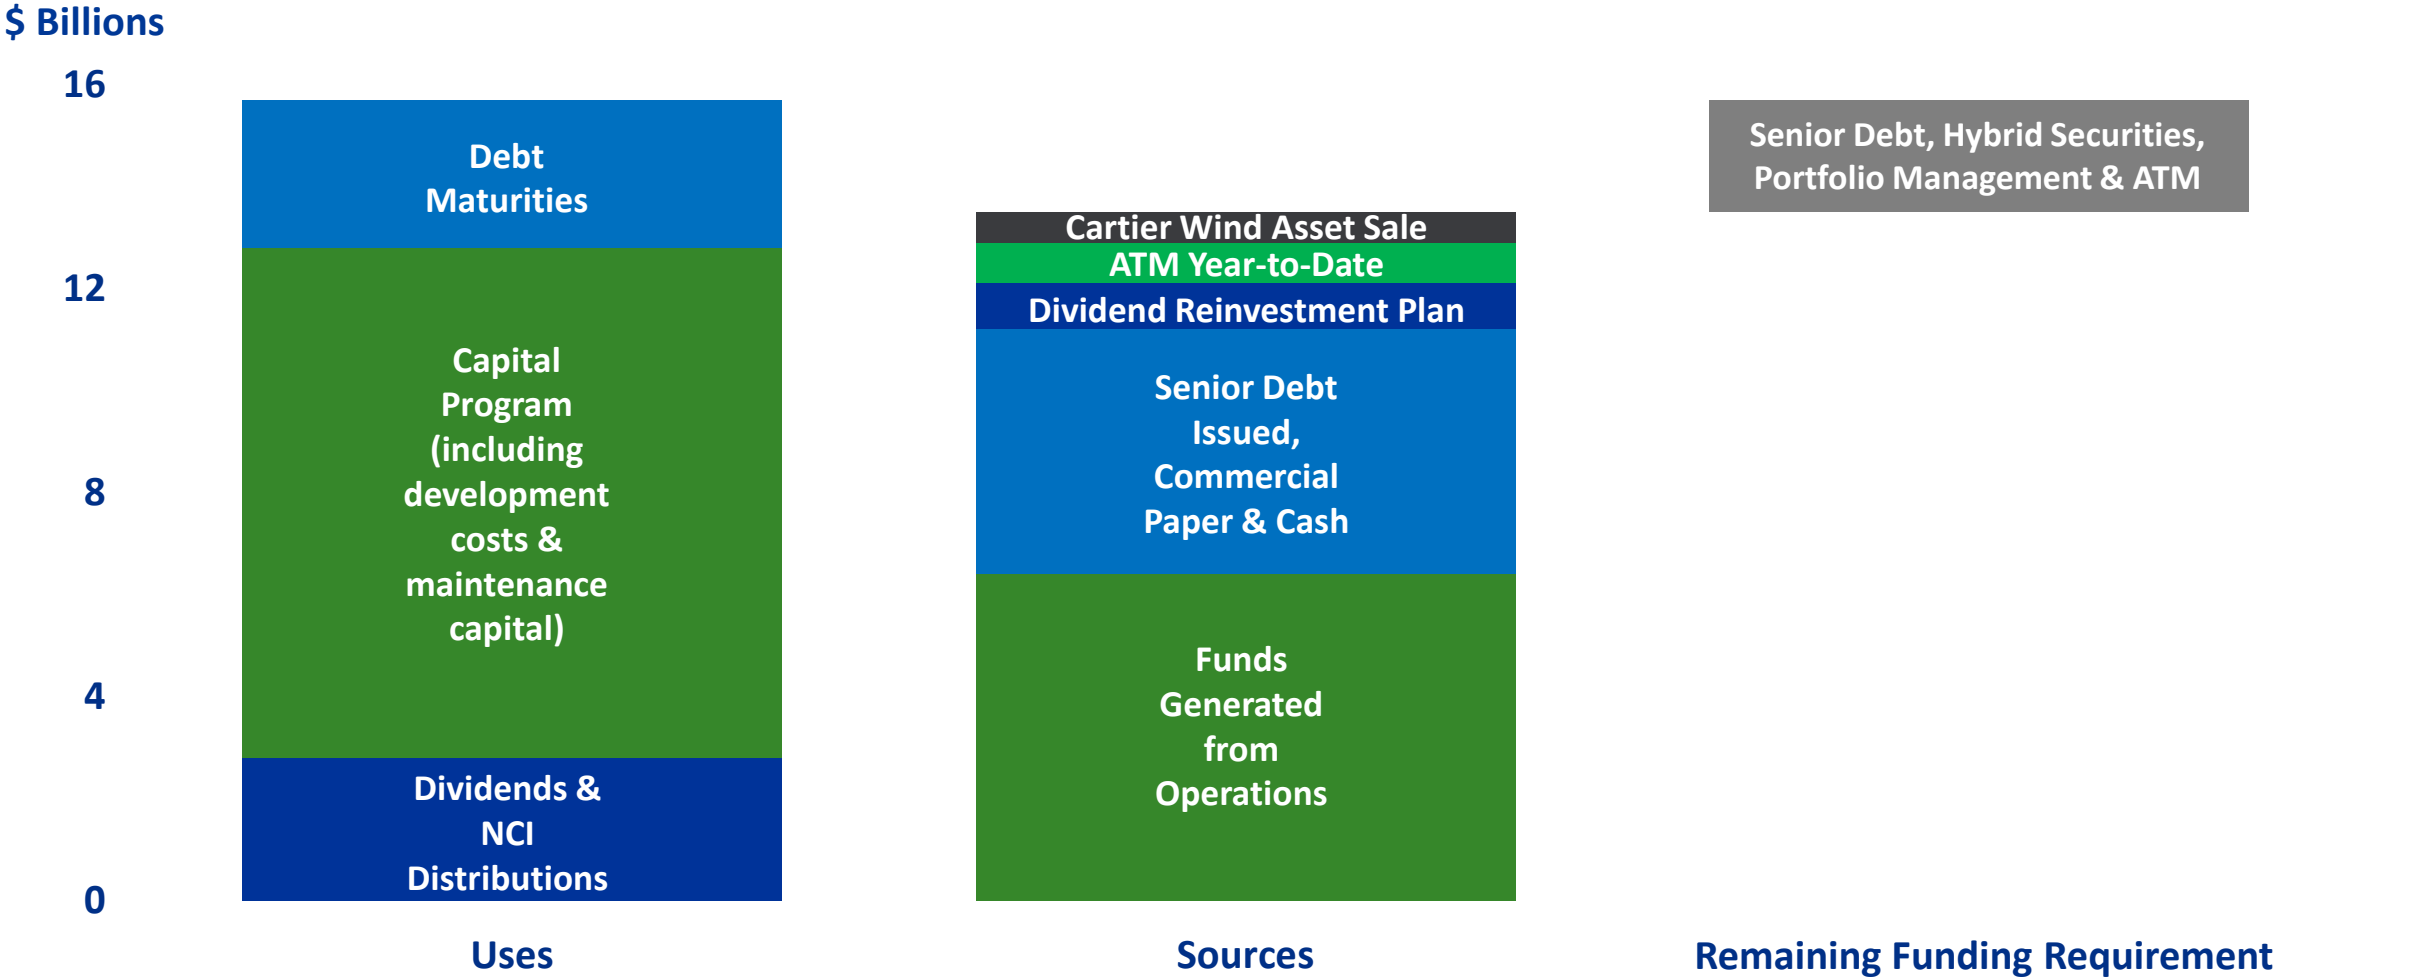 $ Billions
16
12
8
4
0
Debt
Maturities
Capital
Program
(including
development
costs &
maintenance
capital)
Dividends &
NCI
Distributions
Uses
Cartier Wind Asset Sale
ATM Year-to-Date
Dividend Reinvestment Plan
Senior Debt
Issued,
Commercial
Paper & Cash
Funds
Generated
from
Operations
Sources
Senior Debt, Hybrid Securities,
Portfolio Management & ATM
Remaining Funding Requirement